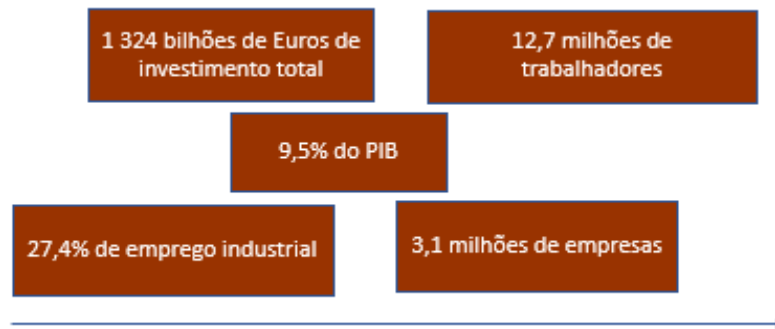 1 324 bilhões de Euros de
investimento total
12,7 milhões de
trabalhadores
9,5% do PIB
27,4% de emprego industrial
3,1 milhões de empresas